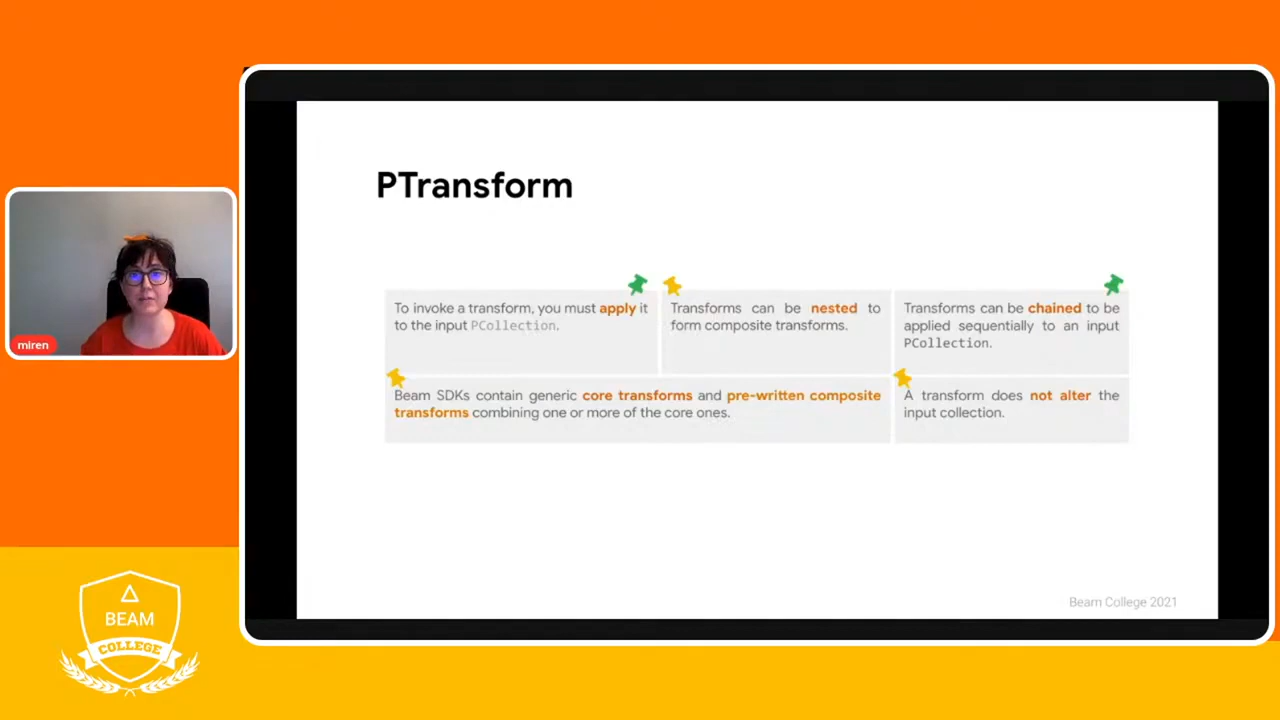 PTransform
To invoke a transform, you must apply it
to the input PCollection.
Transforms can be nested to
form composite transforms.
Transforms can be chained to be
applied sequentially to an input
PCollection.
Beam SDKs contain generic core transforms and pre-written composite
transforms combining one or more of the core ones.
A transform does not alter the
input collection.
miren
BEAM
COLLEGE
Beam College 2021